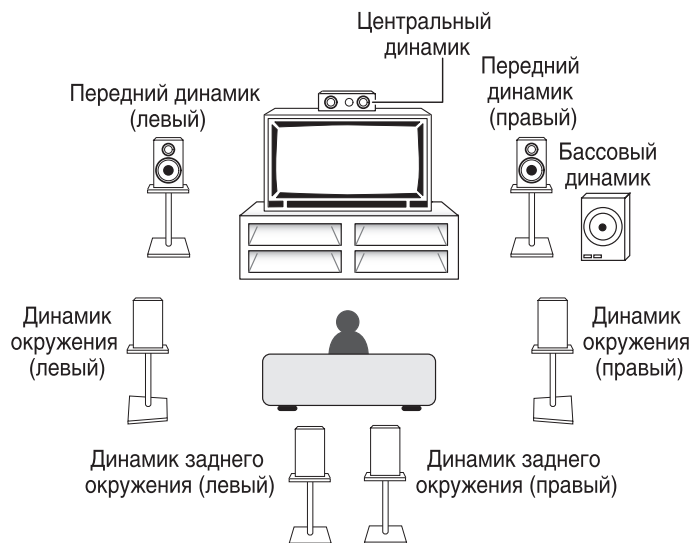 Центральный
динамик
Передний динамик
(левый)
Передний
динамик
(правый)
Бассовый
динамик
Динамик
окружения
(левый)
Динамик
окружения
(правый)
Динамик заднего
окружения (левый)
Динамик заднего
окружения (правый)